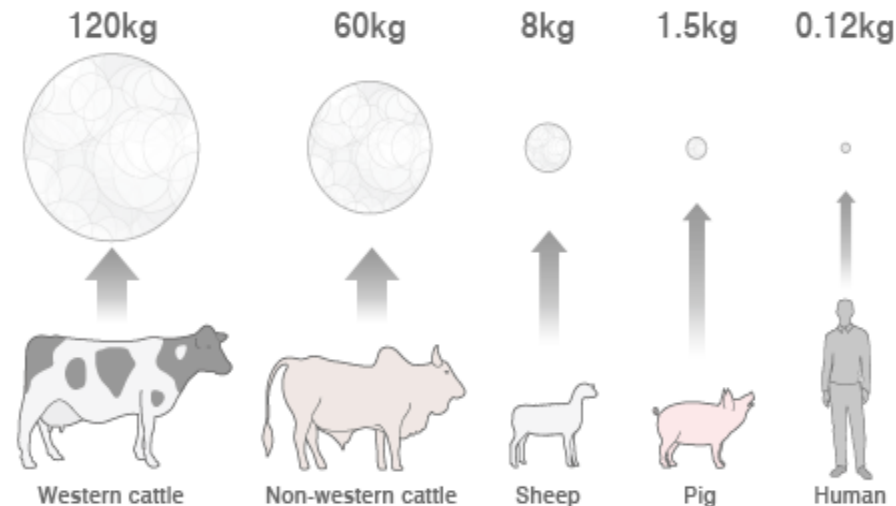 120kg 60kg 8kg 1.5kg 0.12kg
Western cattle Non-western cattle Sheep Pig Human